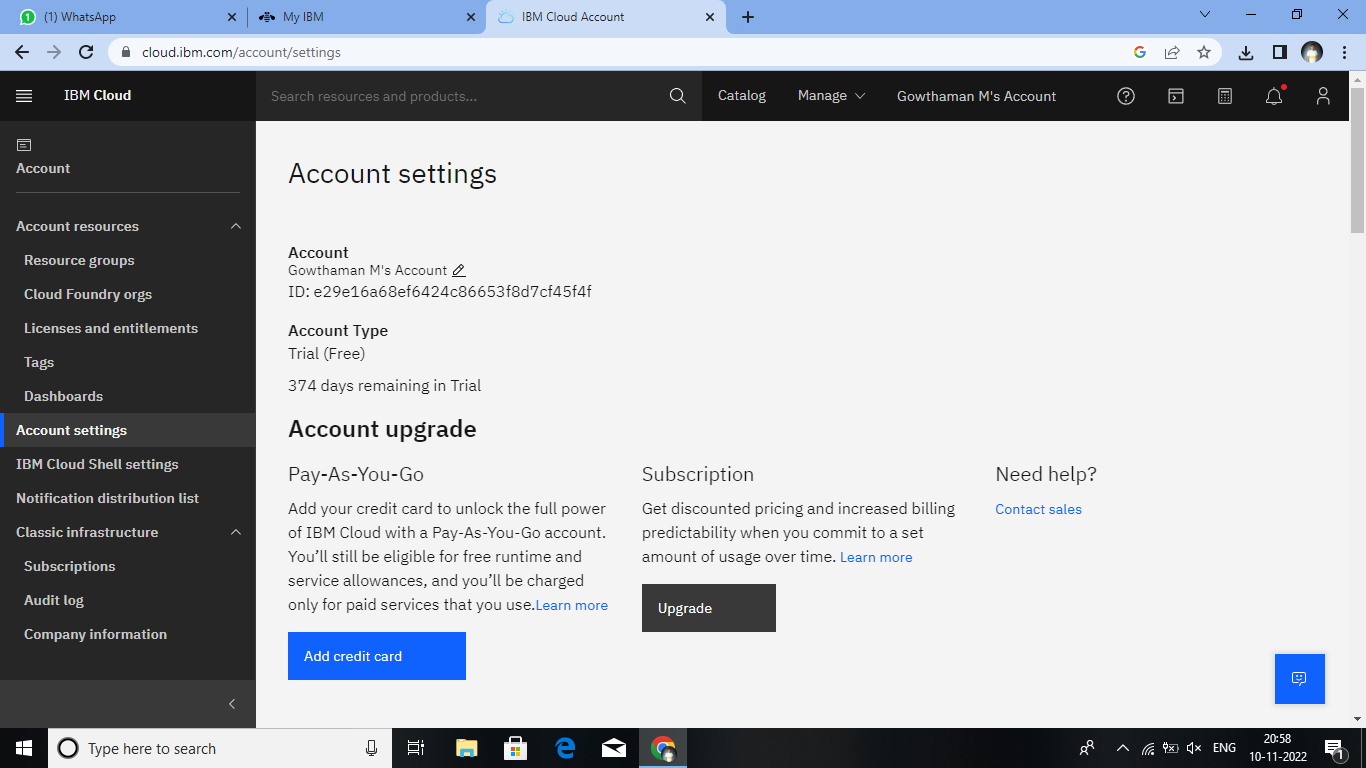 (1) WhatsApp
My IBM
IBM Cloud Account
cloud.ibm.com/account/settings
IBM Cloud
Search resources and products...
Catalog
Manage
Gowthaman M's Account
Account
Account resources
Resource groups
Cloud Foundry orgs
Licenses and entitlements
Tags
Dashboards
Account settings
IBM Cloud Shell settings
Notification distribution list
Classic infrastructure
Subscriptions
Audit log
Company information
Account settings
Account
Gowthaman M's Account
ID: e29e16a68ef6424c86653f8d7cf45f4f
Account Type
Trial (Free)
374 days remaining in Trial
Account upgrade
Pay-As-You-Go
Add your credit card to unlock the full power
of IBM Cloud with a Pay-As-You-Go account.
You’ll still be eligible for free runtime and
service allowances, and you’ll be charged
only for paid services that you use.Learn more
Add credit card
Subscription
Get discounted pricing and increased billing
predictability when you commit to a set
amount of usage over time. Learn more
Upgrade
Need help?
Contact sales
Type here to search
ENG
20:58
10-11-2022
1